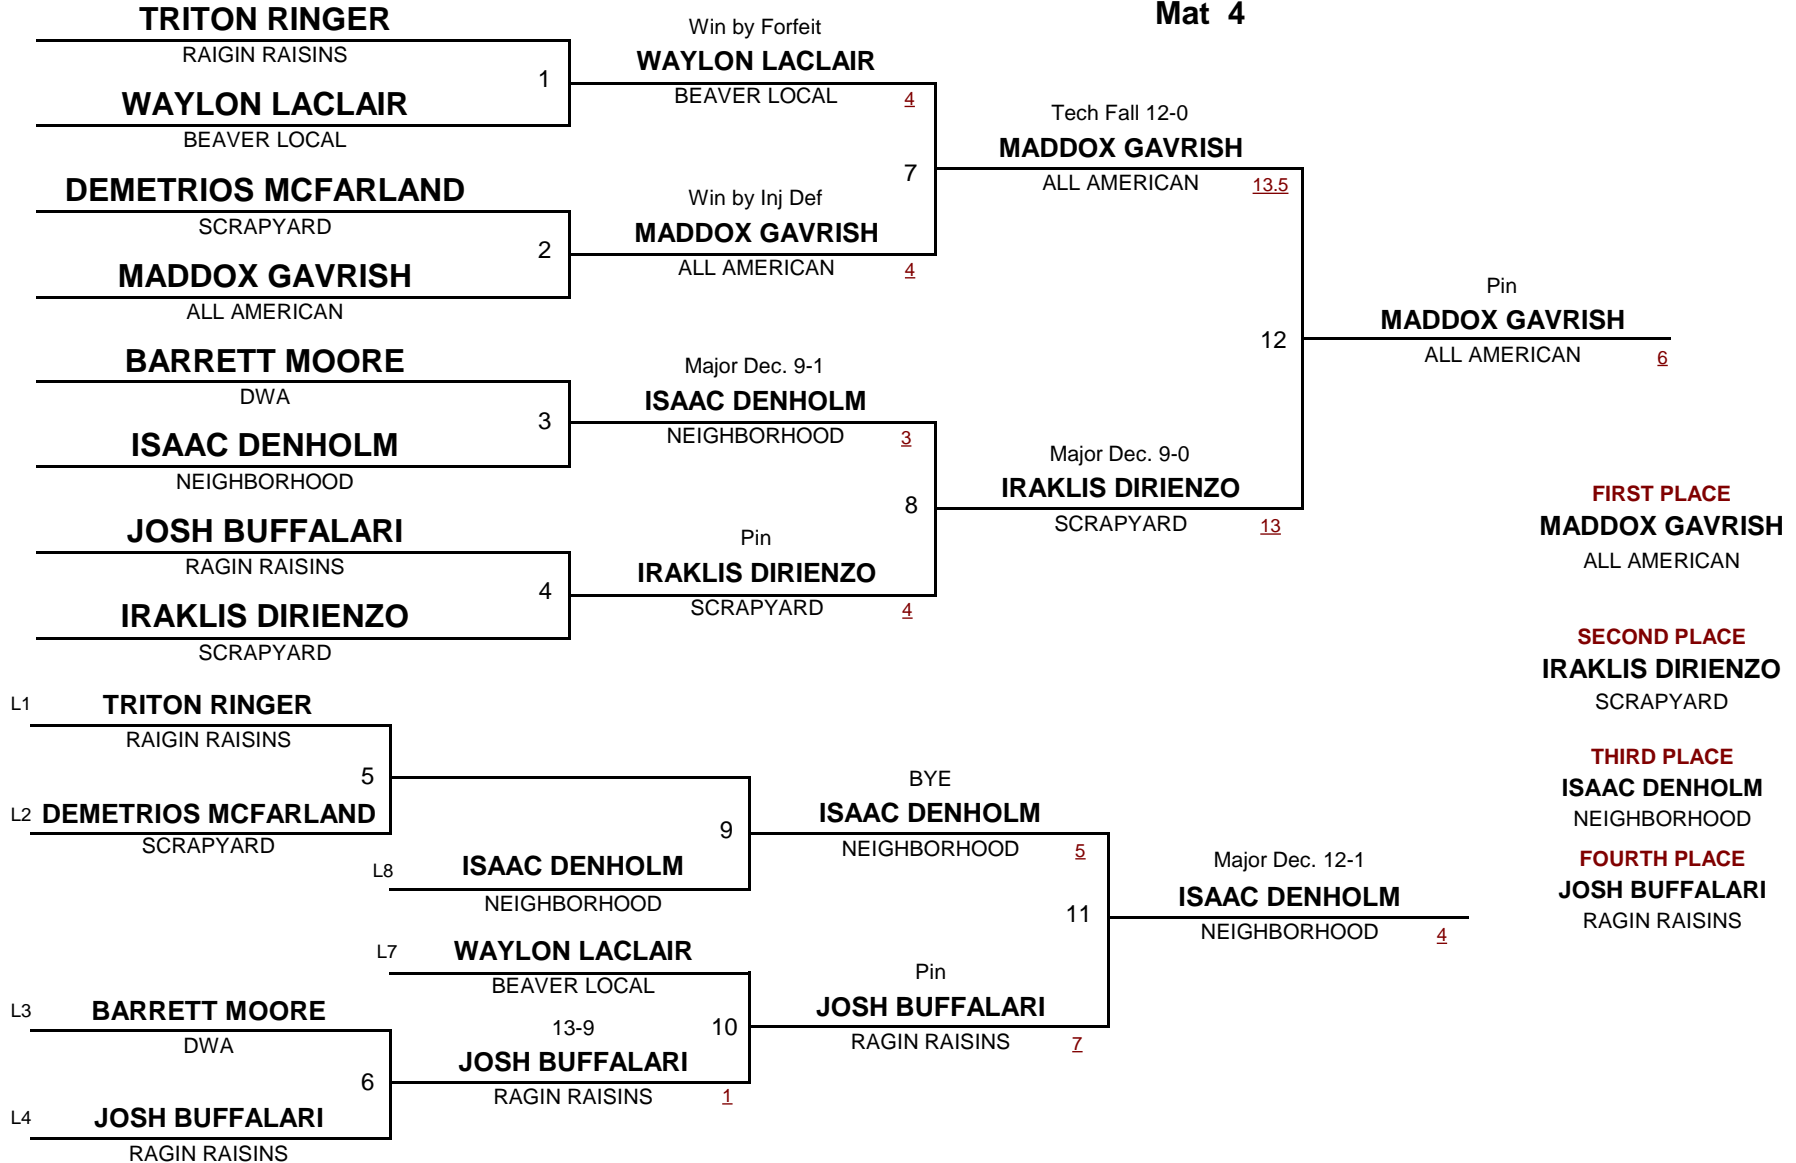 Mat 4
TRITON RINGER
RAIGIN RAISINS
1
WAYLON LACLAIR
BEAVER LOCAL
DEMETRIOS MCFARLAND
SCRAPYARD
2
MADDOX GAVRISH
ALL AMERICAN
BARRETT MOORE
DWA
3
ISAAC DENHOLM
NEIGHBORHOOD
JOSH BUFFALARI
RAGIN RAISINS
4
IRAKLIS DIRIENZO
SCRAPYARD
Win by Forfeit
WAYLON LACLAIR
BEAVER LOCAL 4
7
Win by Inj Def
MADDOX GAVRISH
ALL AMERICAN 4
Major Dec. 9-1
ISAAC DENHOLM
NEIGHBORHOOD 3
8
Pin
IRAKLIS DIRIENZO
SCRAPYARD 4
Tech Fall 12-0
MADDOX GAVRISH
ALL AMERICAN 13.5
12
Major Dec. 9-0
IRAKLIS DIRIENZO
SCRAPYARD 13
Pin
MADDOX GAVRISH
ALL AMERICAN 6
FIRST PLACE
MADDOX GAVRISH
ALL AMERICAN
SECOND PLACE
IRAKLIS DIRIENZO
SCRAPYARD
THIRD PLACE
ISAAC DENHOLM
NEIGHBORHOOD
FOURTH PLACE
JOSH BUFFALARI
RAGIN RAISINS
L1 TRITON RINGER
RAIGIN RAISINS
5
L2 DEMETRIOS MCFARLAND
SCRAPYARD
L3 BARRETT MOORE
DWA
6
L4 JOSH BUFFALARI
RAGIN RAISINS
9
L8 ISAAC DENHOLM
NEIGHBORHOOD
L7 WAYLON LACLAIR
BEAVER LOCAL
13-9 10
JOSH BUFFALARI
RAGIN RAISINS 1
BYE
ISAAC DENHOLM
NEIGHBORHOOD 5
11
Pin
JOSH BUFFALARI
RAGIN RAISINS 7
Major Dec. 12-1
ISAAC DENHOLM
NEIGHBORHOOD 4